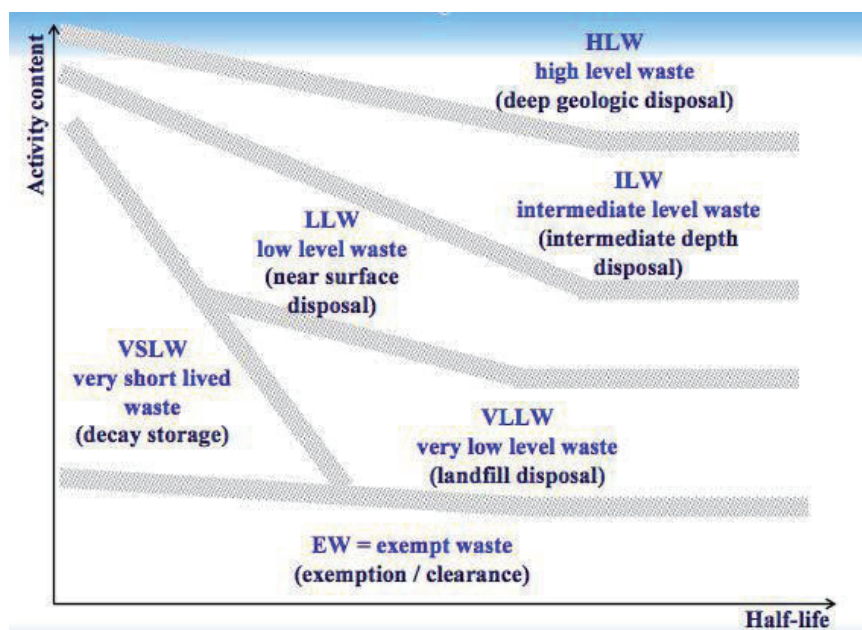 Activity content
HLW
high level waste
(deep geologic disposal)
ILW
intermediate level waste
(intermediate depth
disposal)
LLW
low level waste
(near surface
disposal)
VSLW
very short lived
waste
(decay storage)
VLLW
very low level waste
(landfill disposal)
EW = exempt waste
(exemption / clearance)
Half-life